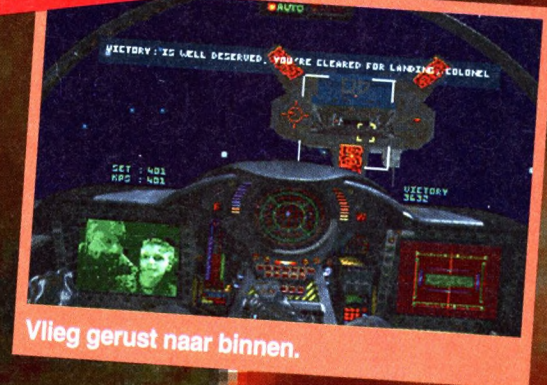 AUTO
VICTORY: IS WELL DESERVED, YOU'RE CLEARED FOR LANDING, COLONEL
SET : 401
KPS : 401
VICTORY
3632
Vlieg gerust naar binnen.